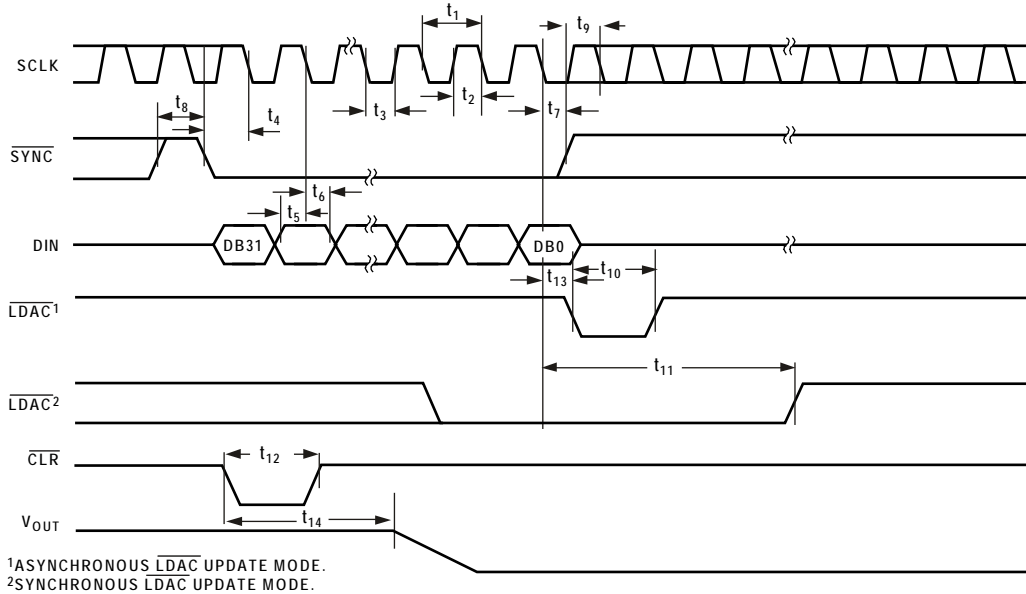 t1
t9
SCLK
t8
t4
t3
t2
t7
SYNC
t6
t5
DIN
DB31
DB0
t13
t10
LDAC1
t11
LDAC2
CLR
t12
VOUT
t14
1ASYNCHRONOUS LDAC UPDATE MODE.
2SYNCHRONOUS LDAC UPDATE MODE.